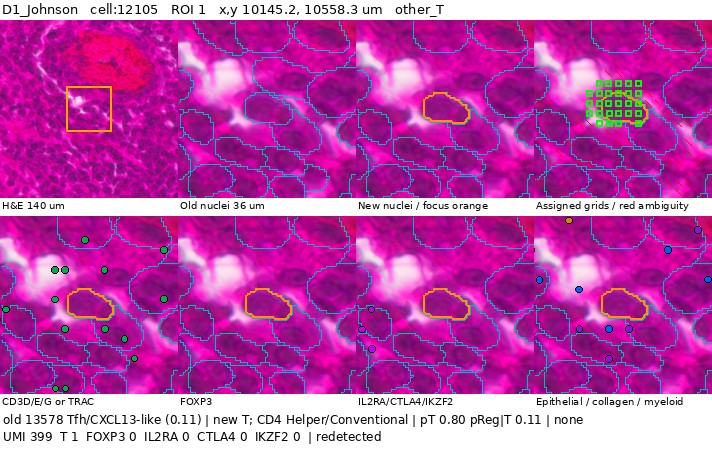 D1_Johnson cell:12105 ROI 1 x,y 10145.2, 10558.3 um other_T
H&E 140 um
Old nuclei 36 um
New nuclei / focus orange
Assigned grids / red ambiguity
CD3D/E/G or TRAC
FOXP3
IL2RA/CTLA4/IKZF2
Epithelial / collagen / myeloid
old 13578 Tfh/CXCL13-like (0.11) | new T; CD4 Helper/Conventional | pT 0.80 pReg|T 0.11 | none
UMI 399 T 1 FOXP3 0 IL2RA 0 CTLA4 0 IKZF2 0 | redetected